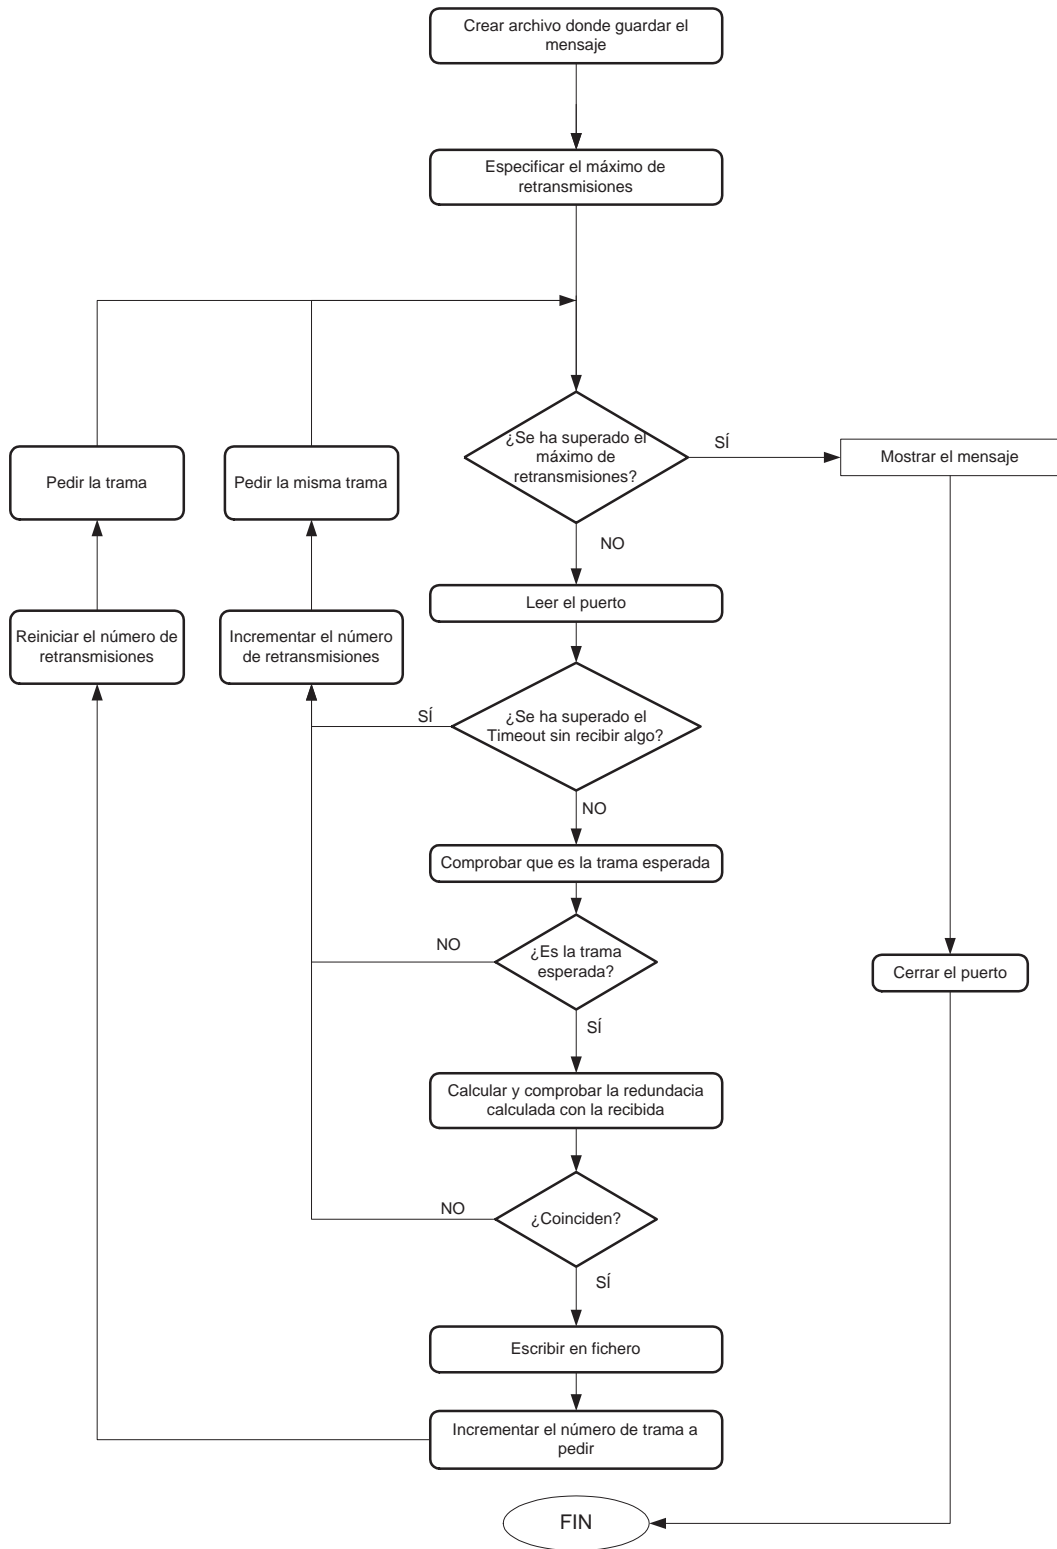 Crear archivo donde guardar el
mensaje
Especificar el máximo de
retransmisiones
¿Se ha superado el
máximo de
retransmisiones?
SÍ
Mostrar el mensaje
Pedir la trama
Pedir la misma trama
NO
Leer el puerto
Reiniciar el número de
retransmisiones
Incrementar el número
de retransmisiones
SÍ
¿Se ha superado el
Timeout sin recibir algo?
NO
Comprobar que es la trama esperada
NO
¿Es la trama
esperada?
Cerrar el puerto
SÍ
Calcular y comprobar la redundacia
calculada con la recibida
NO
¿Coinciden?
SÍ
Escribir en fichero
Incrementar el número de trama a
pedir
FIN